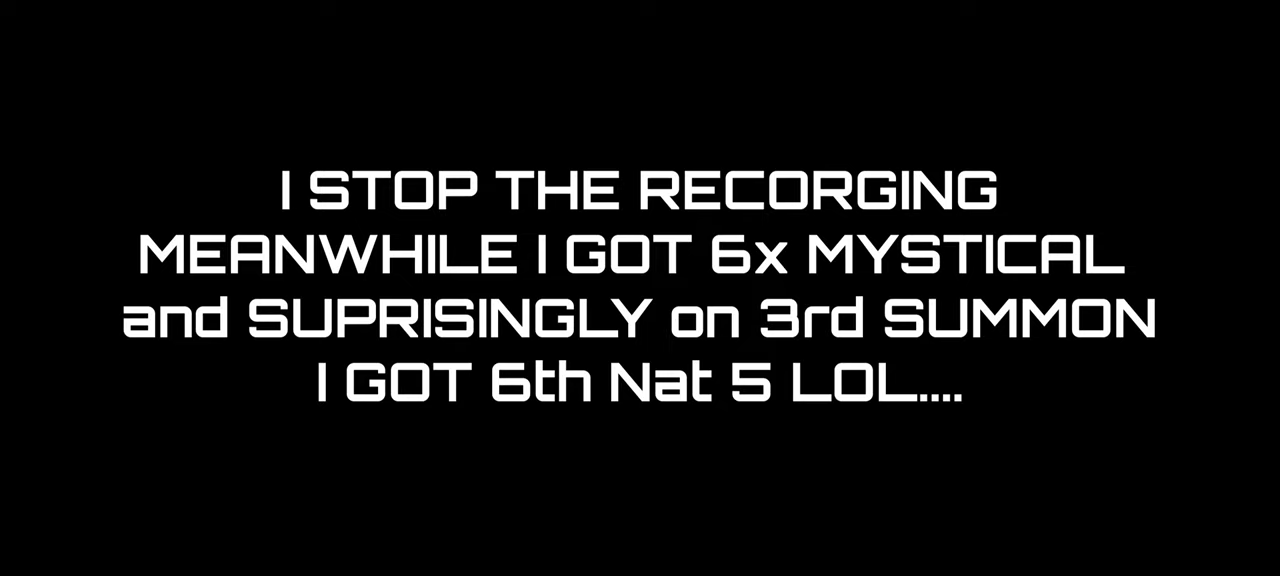 I STOP THE RECORGING
MEANWHILE I GOT 6x MYSTICAL
and SUPRISINGLY on 3rd SUMMON
I GOT 6th Nat 5 LOL....